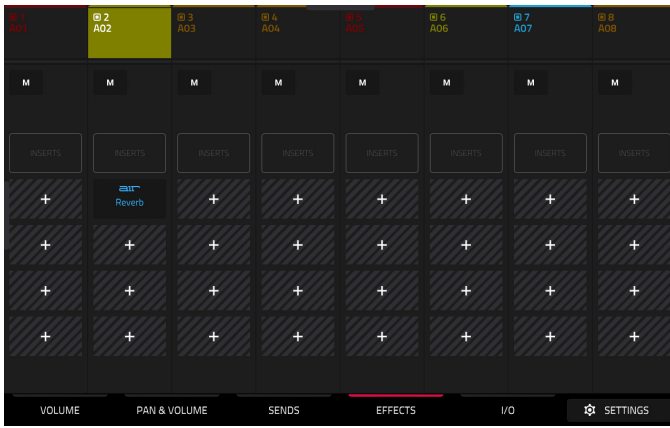 1 2 3 4 5 6 7 8
A01 A02 A03 A04 A05 A06 A07 A08
M M M M M M M M
INSERTS INSERTS INSERTS INSERTS INSERTS INSERTS INSERTS INSERTS
+ air + + + + + +
Reverb
+ + + + + + + +
+ + + + + + + +
+ + + + + + + +
VOLUME PAN & VOLUME SENDS EFFECTS I/O SETTINGS